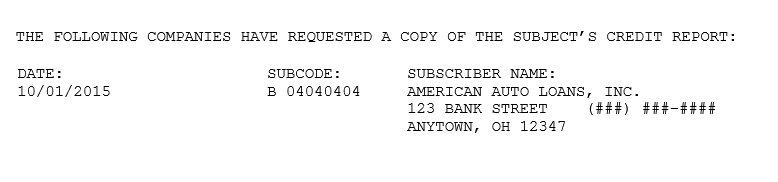 THE FOLLOWING COMPANIES HAVE REQUESTED A COPY OF THE SUBJECT'S CREDIT REPORT:
DATE: SUBCODE: SUBSCRIBER NAME:
10/01/2015 B 04040404 AMERICAN AUTO LOANS, INC.
123 BANK STREET (###) ###-####
ANYTOWN, OH 12347